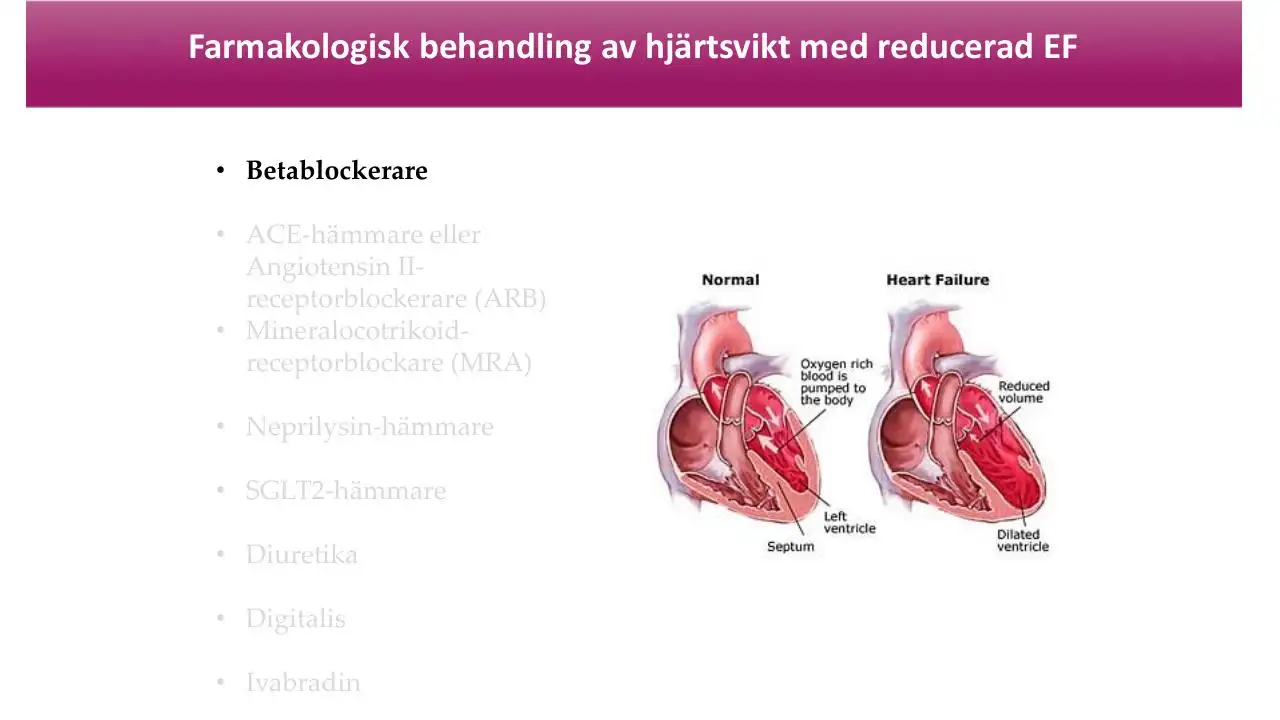 Farmakologisk behandling av hjärtsvikt med reducerad EF
• Betablockerare
• ACE-hämmare eller
Angiotensin II-
receptorblockerare (ARB)
• Mineralocotrikoid-
receptorblockare (MRA)
• Neprilysin-hämmare
• SGLT2-hämmare
• Diuretika
• Digitalis
• Ivabradin
Normal
Heart Failure
Oxygen rich
blood is
pumped to
the body
Reduced
volume
Left
ventricle
Septum
Dilated
ventricle